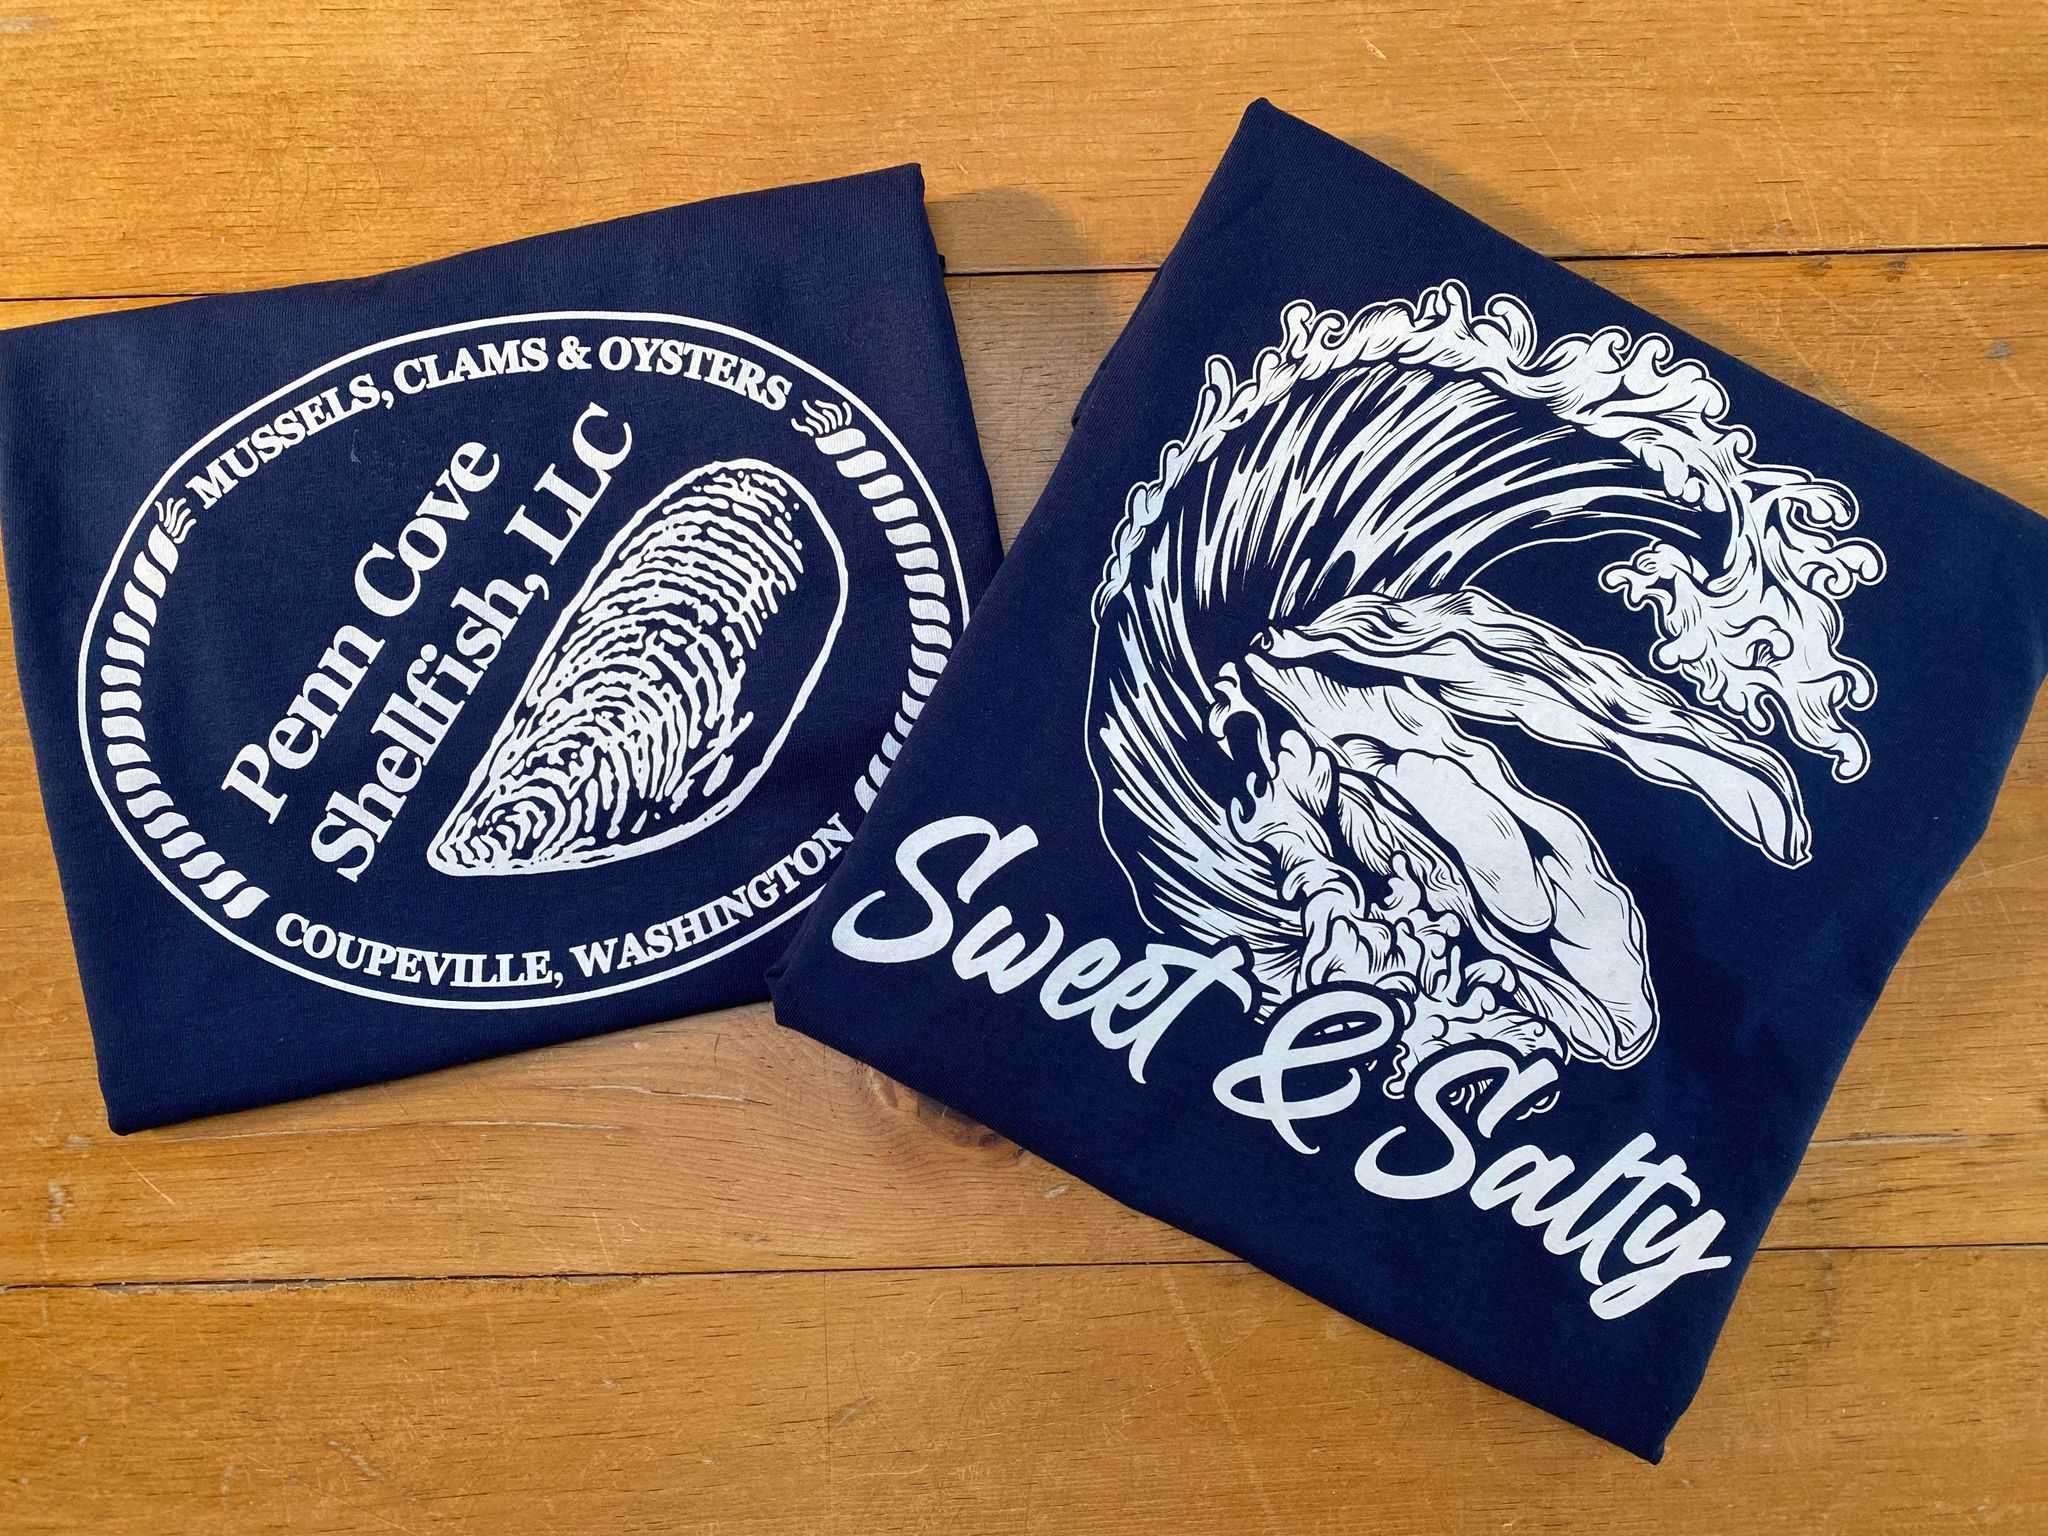 MUSSELS, CLAMS & OYSTERS
Penn Cove
Shellfish, LLC
COUPEVILLE, WASHINGTON
Sweet & Salty